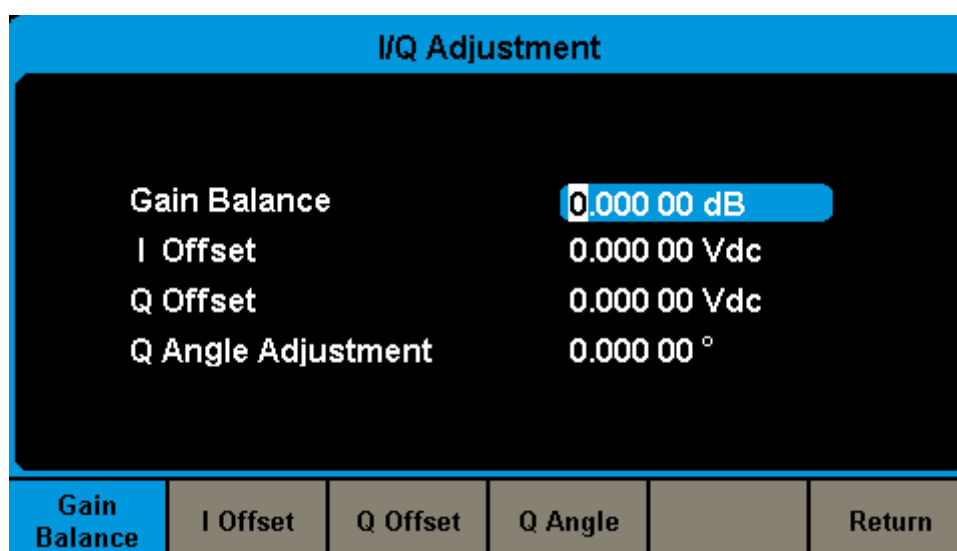 I/Q Adjustment
Gain Balance 0.000 00 dB
I Offset 0.000 00 Vdc
Q Offset 0.000 00 Vdc
Q Angle Adjustment 0.000 00 °
Gain Balance I Offset Q Offset Q Angle Return